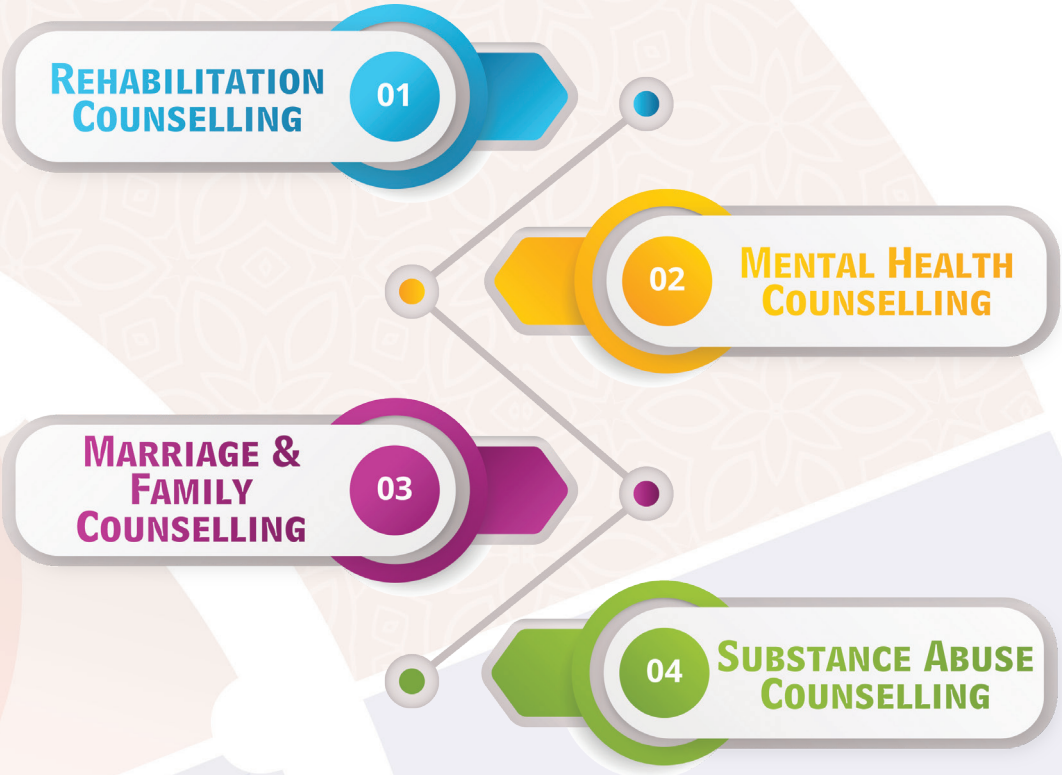 REHABILITATION
COUNSELLING
01
02
MENTAL HEALTH
COUNSELLING
MARRIAGE &
FAMILY
COUNSELLING
03
04
SUBSTANCE ABUSE
COUNSELLING